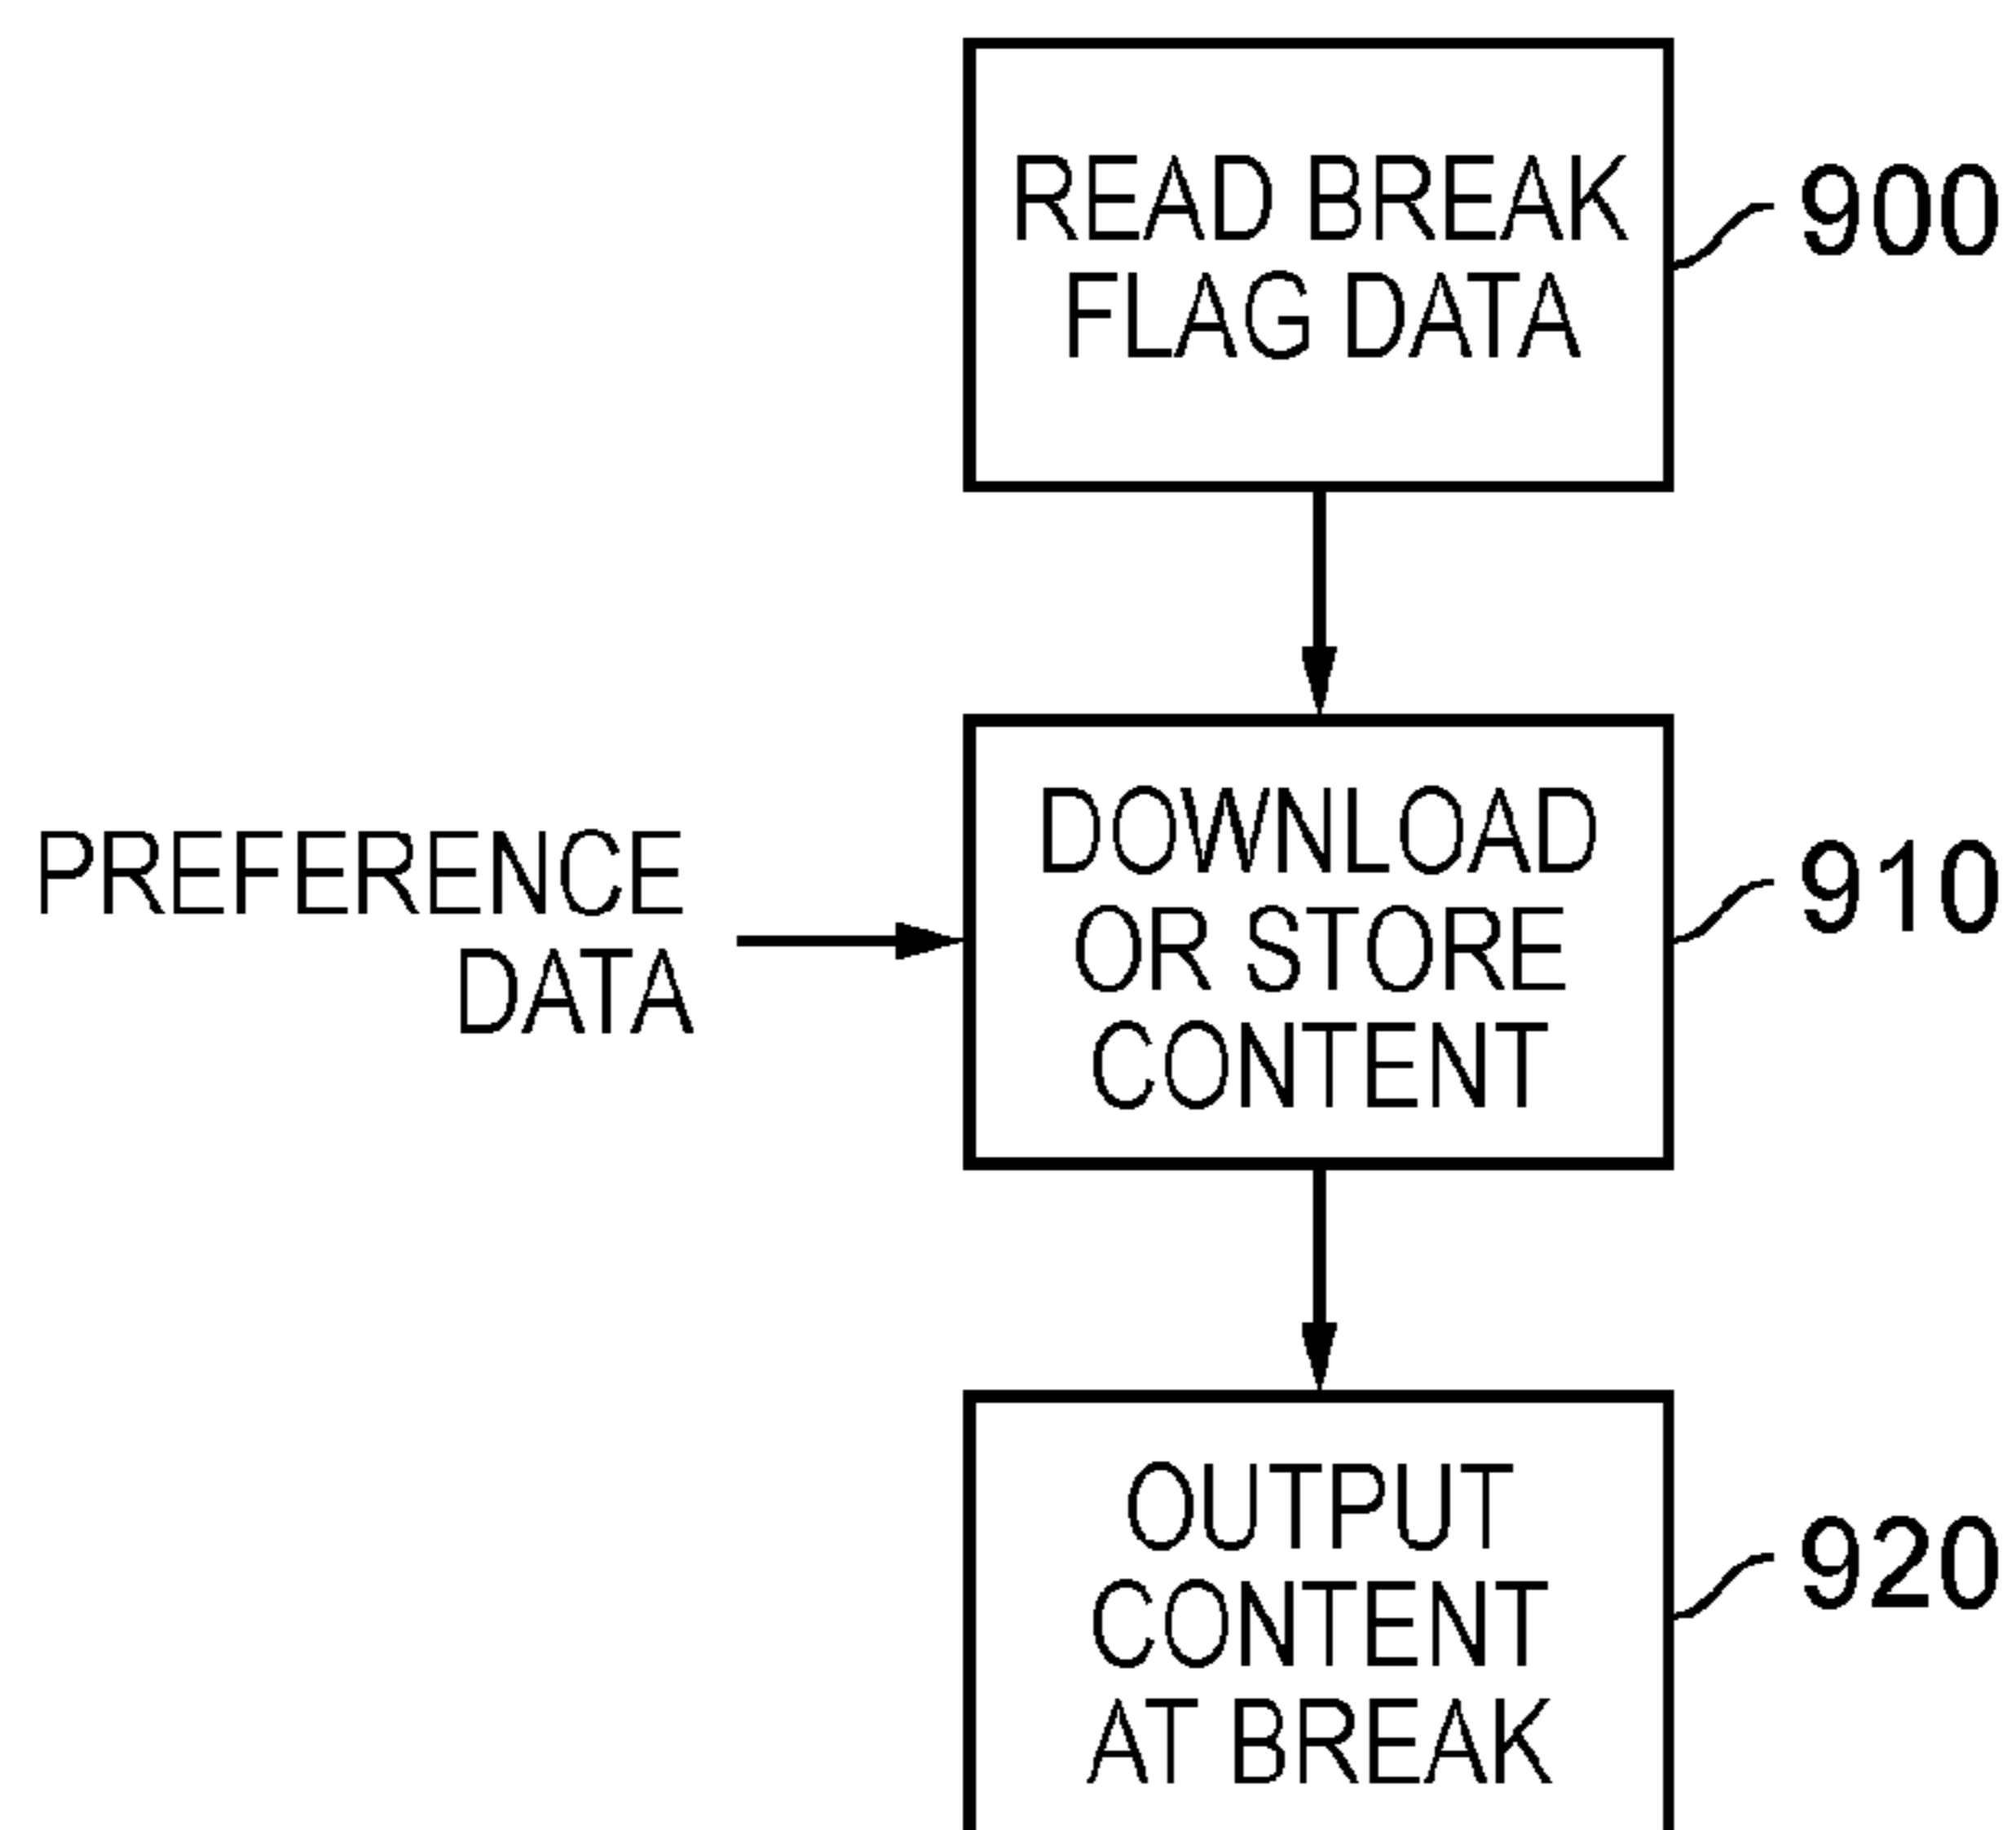 READ BREAK
FLAG DATA
900
PREFERENCE
DATA
DOWNLOAD
OR STORE
CONTENT
910
OUTPUT
CONTENT
AT BREAK
920